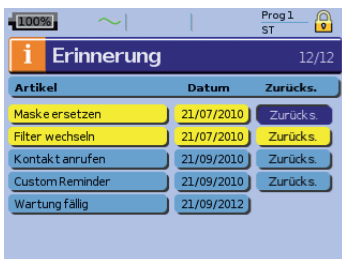 100% Prog 1
ST
i Erinnerung 12/12
Artikel Datum Zurücks.
Maske ersetzen 21/07/2010 Zurücks.
Filter wechseln 21/07/2010 Zurücks.
Kontakt anrufen 21/09/2010 Zurücks.
Custom Reminder 21/09/2010 Zurücks.
Wartung fällig 21/09/2012